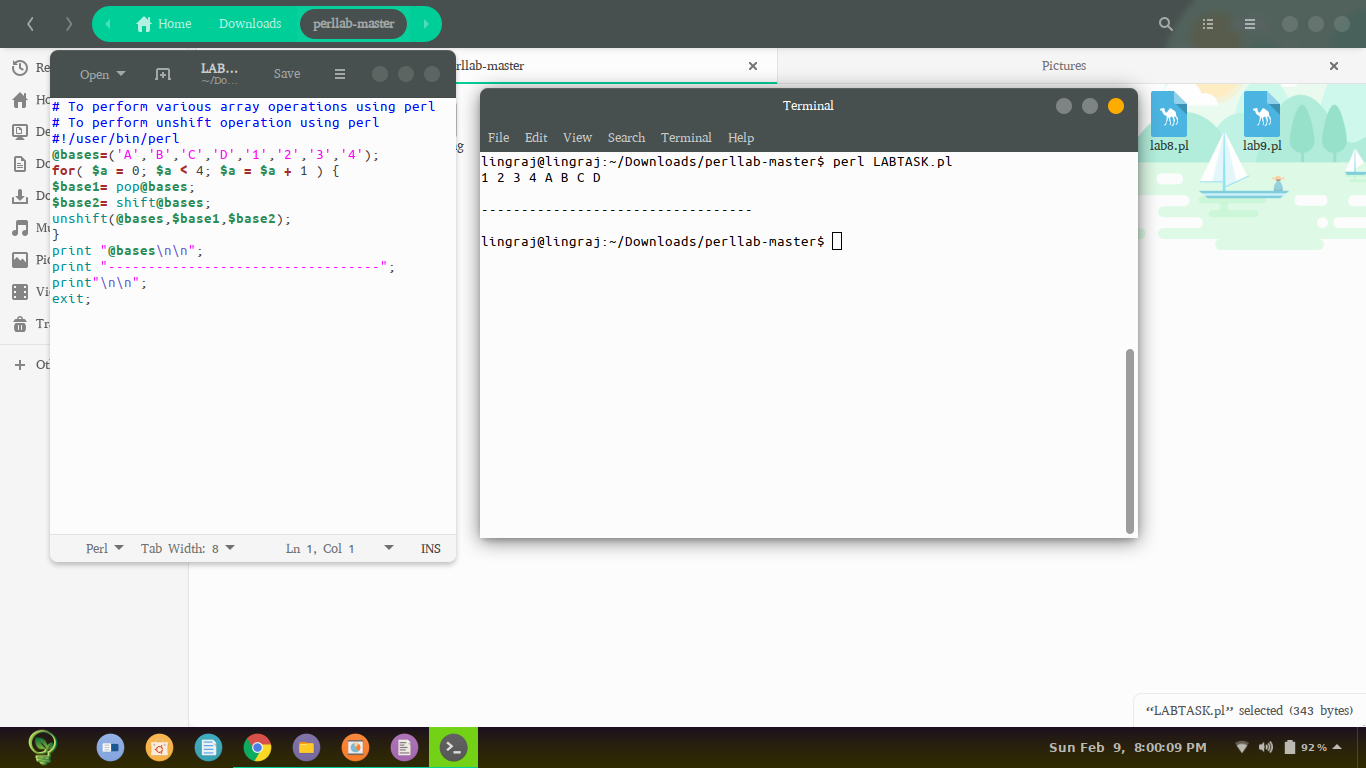 Home Downloads perllab-master
Open LAB... Save
~/Do...
# To perform various array operations using perl
# To perform unshift operation using perl
#!/user/bin/perl
@bases=('A','B','C','D','1','2','3','4');
for( $a = 0; $a < 4; $a = $a + 1 ) {
$base1= pop@bases;
$base2= shift@bases;
unshift(@bases,$base1,$base2);
}
print "@bases\n\n";
print "----------------------------------";
print"\n\n";
exit;
Perl Tab Width: 8 Ln 1, Col 1 INS
Re
Ho
De
Do
Do
Mu
Pic
Vi
Tra
Ot
rllab-master
Pictures
g
Terminal
File Edit View Search Terminal Help
lingraj@lingraj:~/Downloads/perllab-master$ perl LABTASK.pl
1 2 3 4 A B C D
----------------------------------
lingraj@lingraj:~/Downloads/perllab-master$
lab8.pl lab9.pl
“LABTASK.pl” selected (343 bytes)
Sun Feb 9, 8:00:09 PM 92 %